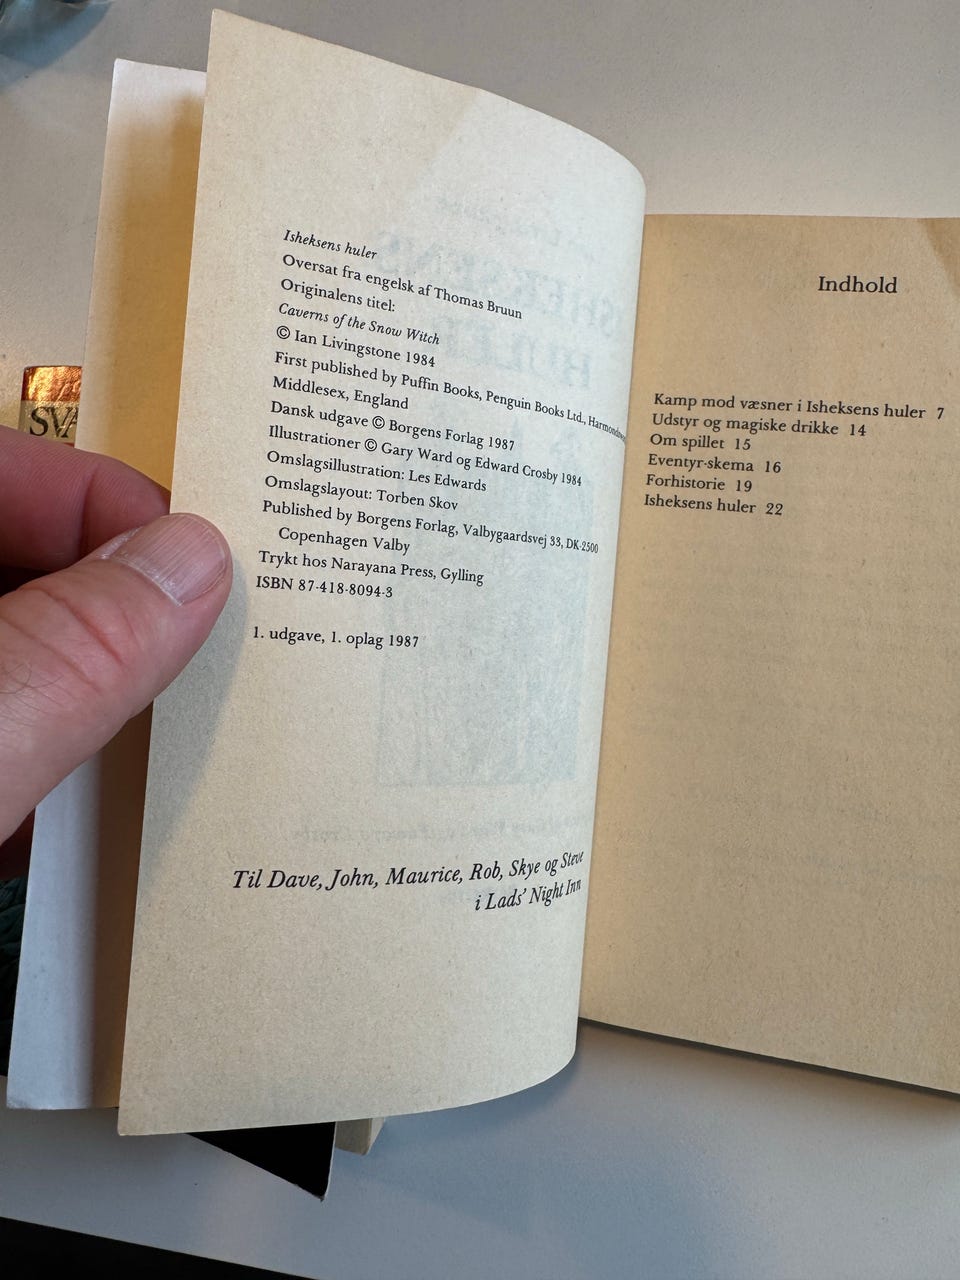 Isheksens huler
Oversat fra engelsk af Thomas Bruun
Originalens titel:
Caverns of the Snow Witch
© Ian Livingstone 1984
First published by Puffin Books, Penguin Books Ltd.,
Middlesex, England
Dansk udgave © Borgens Forlag 1987
Illustrationer © Gary Ward og Edward Crosby 1984
Omslagsillustration: Les Edwards
Omslagslayout: Torben Skov
Published by Borgens Forlag, Valbygaardsvej 33, DK-2500
Copenhagen Valby
Trykt hos Narayana Press, Gylling
ISBN 87-418-8094-3
1. udgave, 1. oplag 1987
Til Dave, John, Maurice, Rob, Skye og Steve
i Lads' Night Inn
Indhold
Kamp mod væsner i Isheksens huler 7
Udstyr og magiske drikke 14
Om spillet 15
Eventyr-skema 16
Forhistorie 19
Isheksens huler 22
SVA